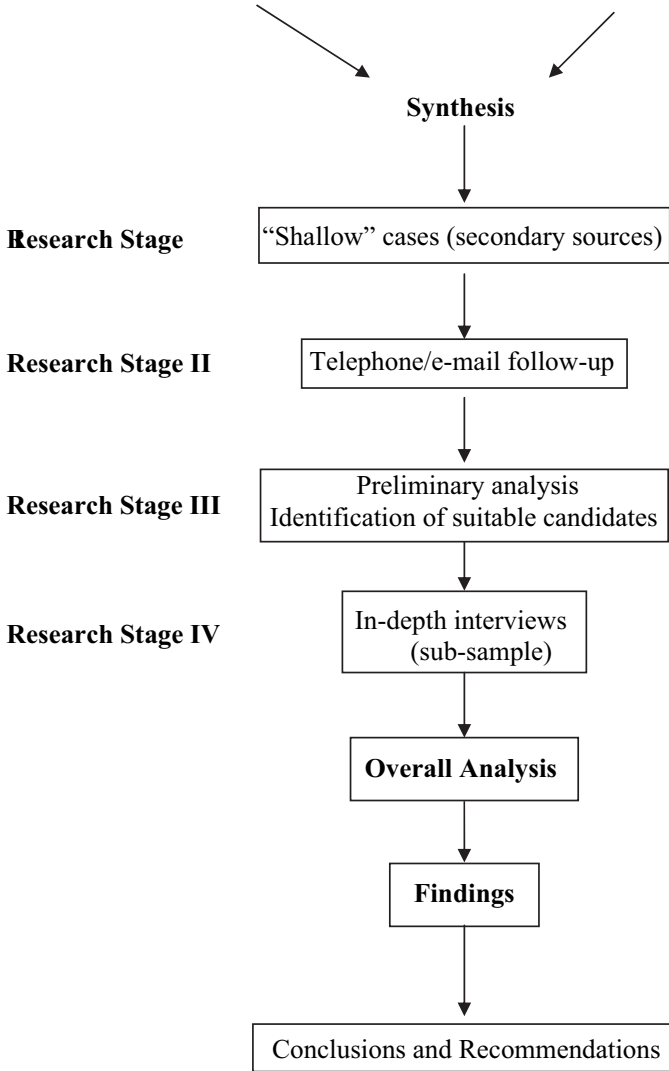 Synthesis
Research Stage
“Shallow” cases (secondary sources)
Research Stage II
Telephone/e-mail follow-up
Research Stage III
Preliminary analysis
Identification of suitable candidates
Research Stage IV
In-depth interviews
(sub-sample)
Overall Analysis
Findings
Conclusions and Recommendations